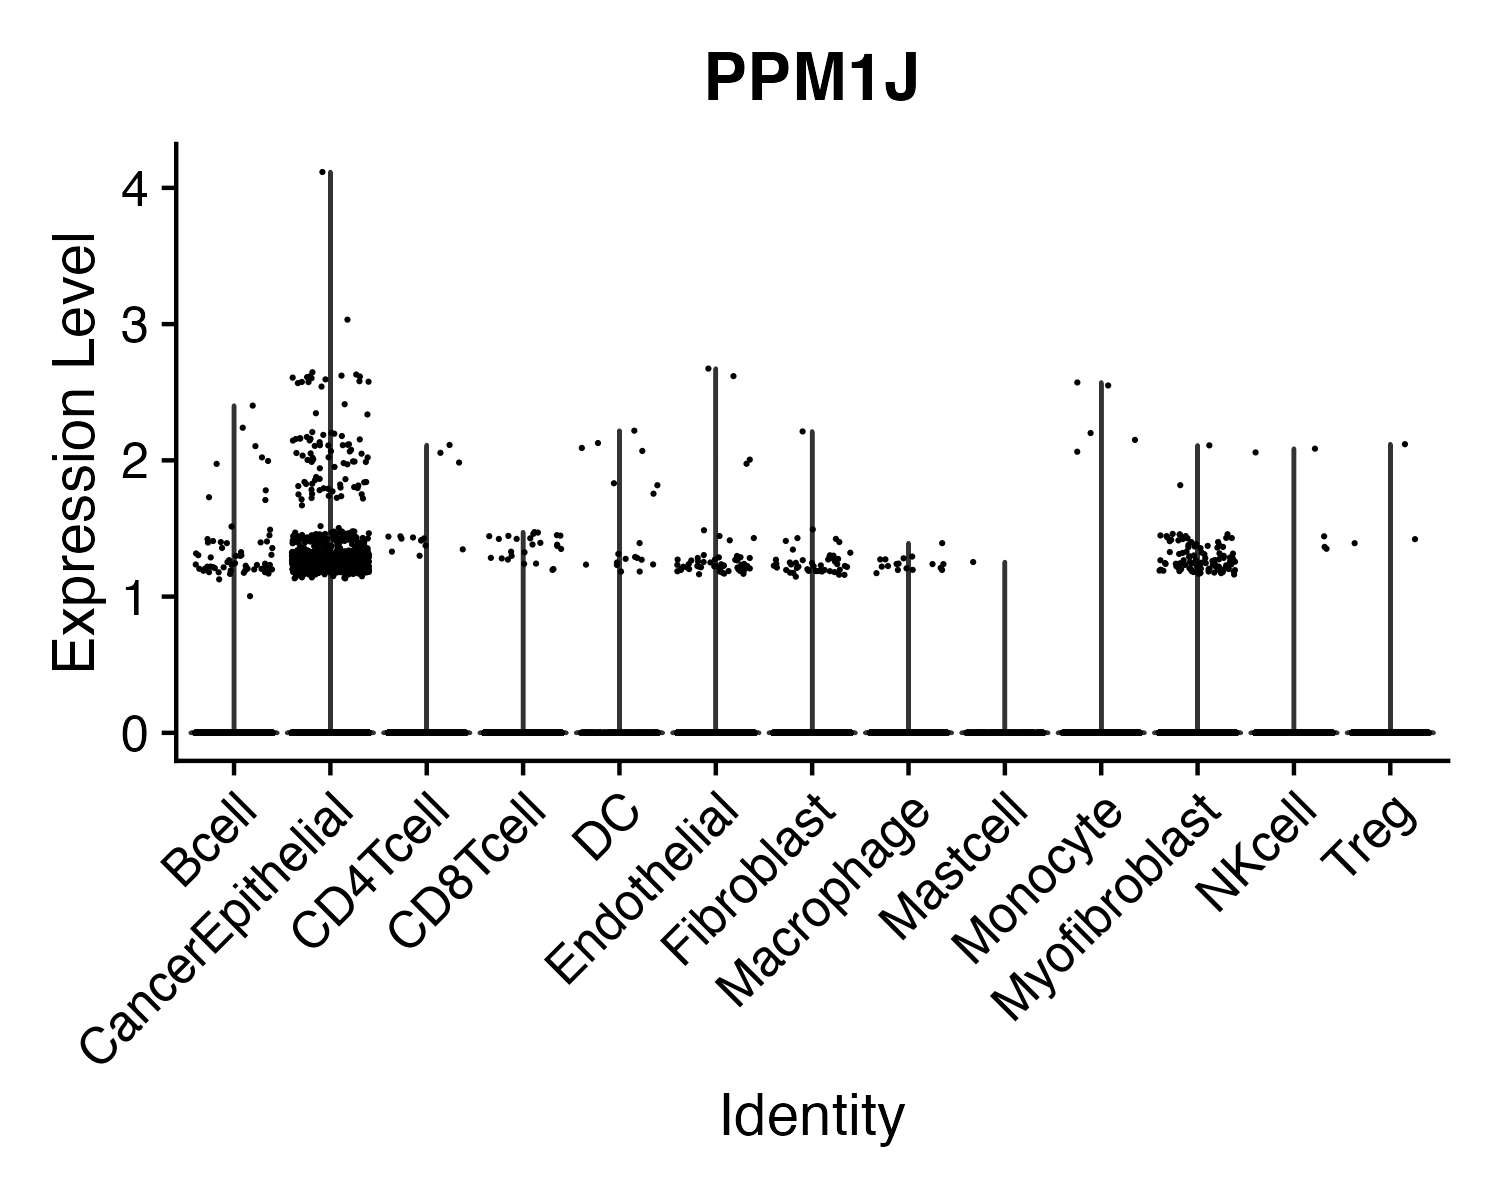 PPM1J
Expression Level
4
3
2
1
0
Bcell
CancerEpithelial
CD4Tcell
CD8Tcell
DC
Endothelial
Fibroblast
Macrophage
Mastcell
Monocyte
Myofibroblast
NKcell
Treg
Identity